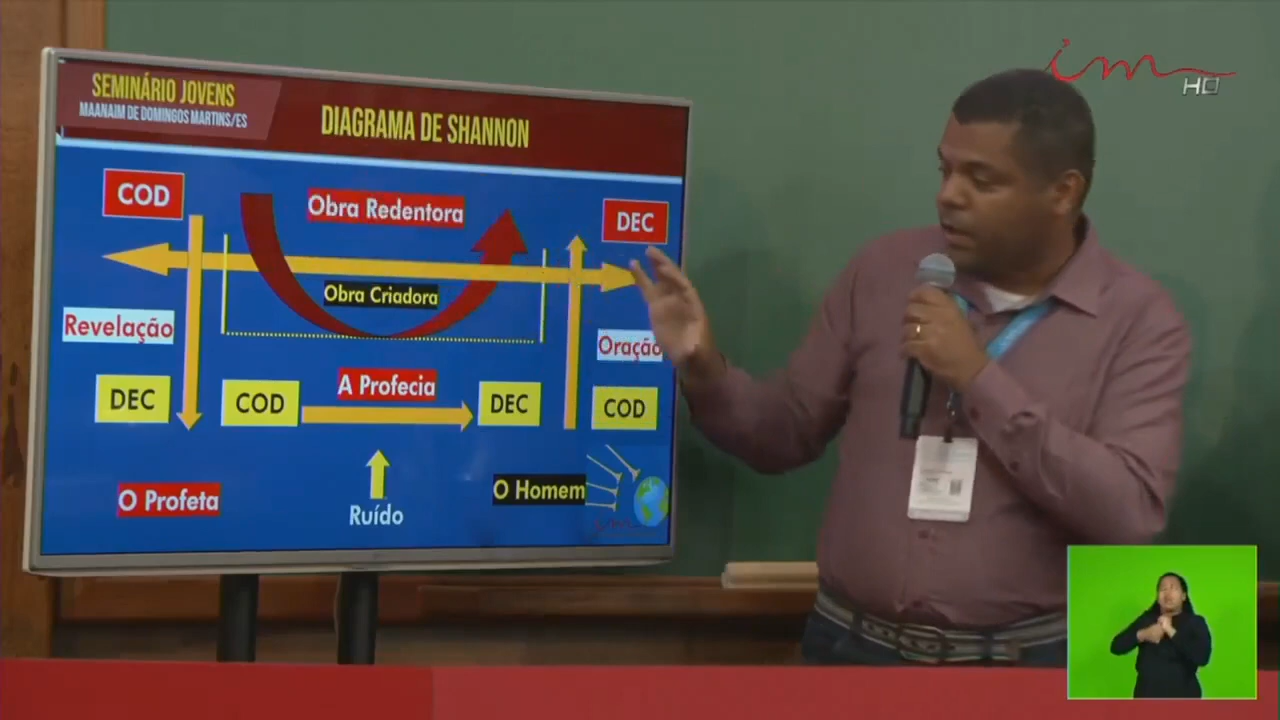 SEMINÁRIO JOVENS
MAANAIM DE DOMINGOS MARTINS/ES
DIAGRAMA DE SHANNON
im
HD
COD
Obra Redentora
DEC
Obra Criadora
Revelação
Oração
DEC
COD
A Profecia
DEC
COD
O Profeta
Ruído
O Homem